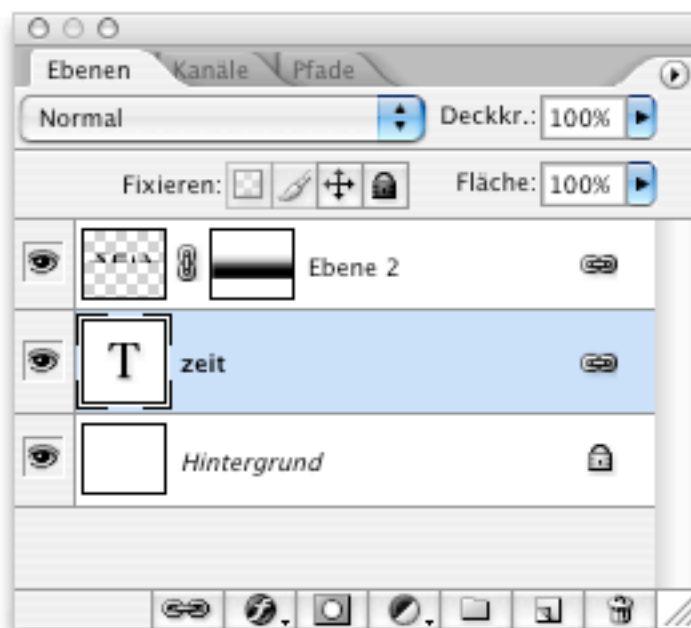 Ebenen Kanäle Pfade
Normal Deckkr.: 100%
Fixieren: Fläche: 100%
Ebene 2
T zeit
Hintergrund